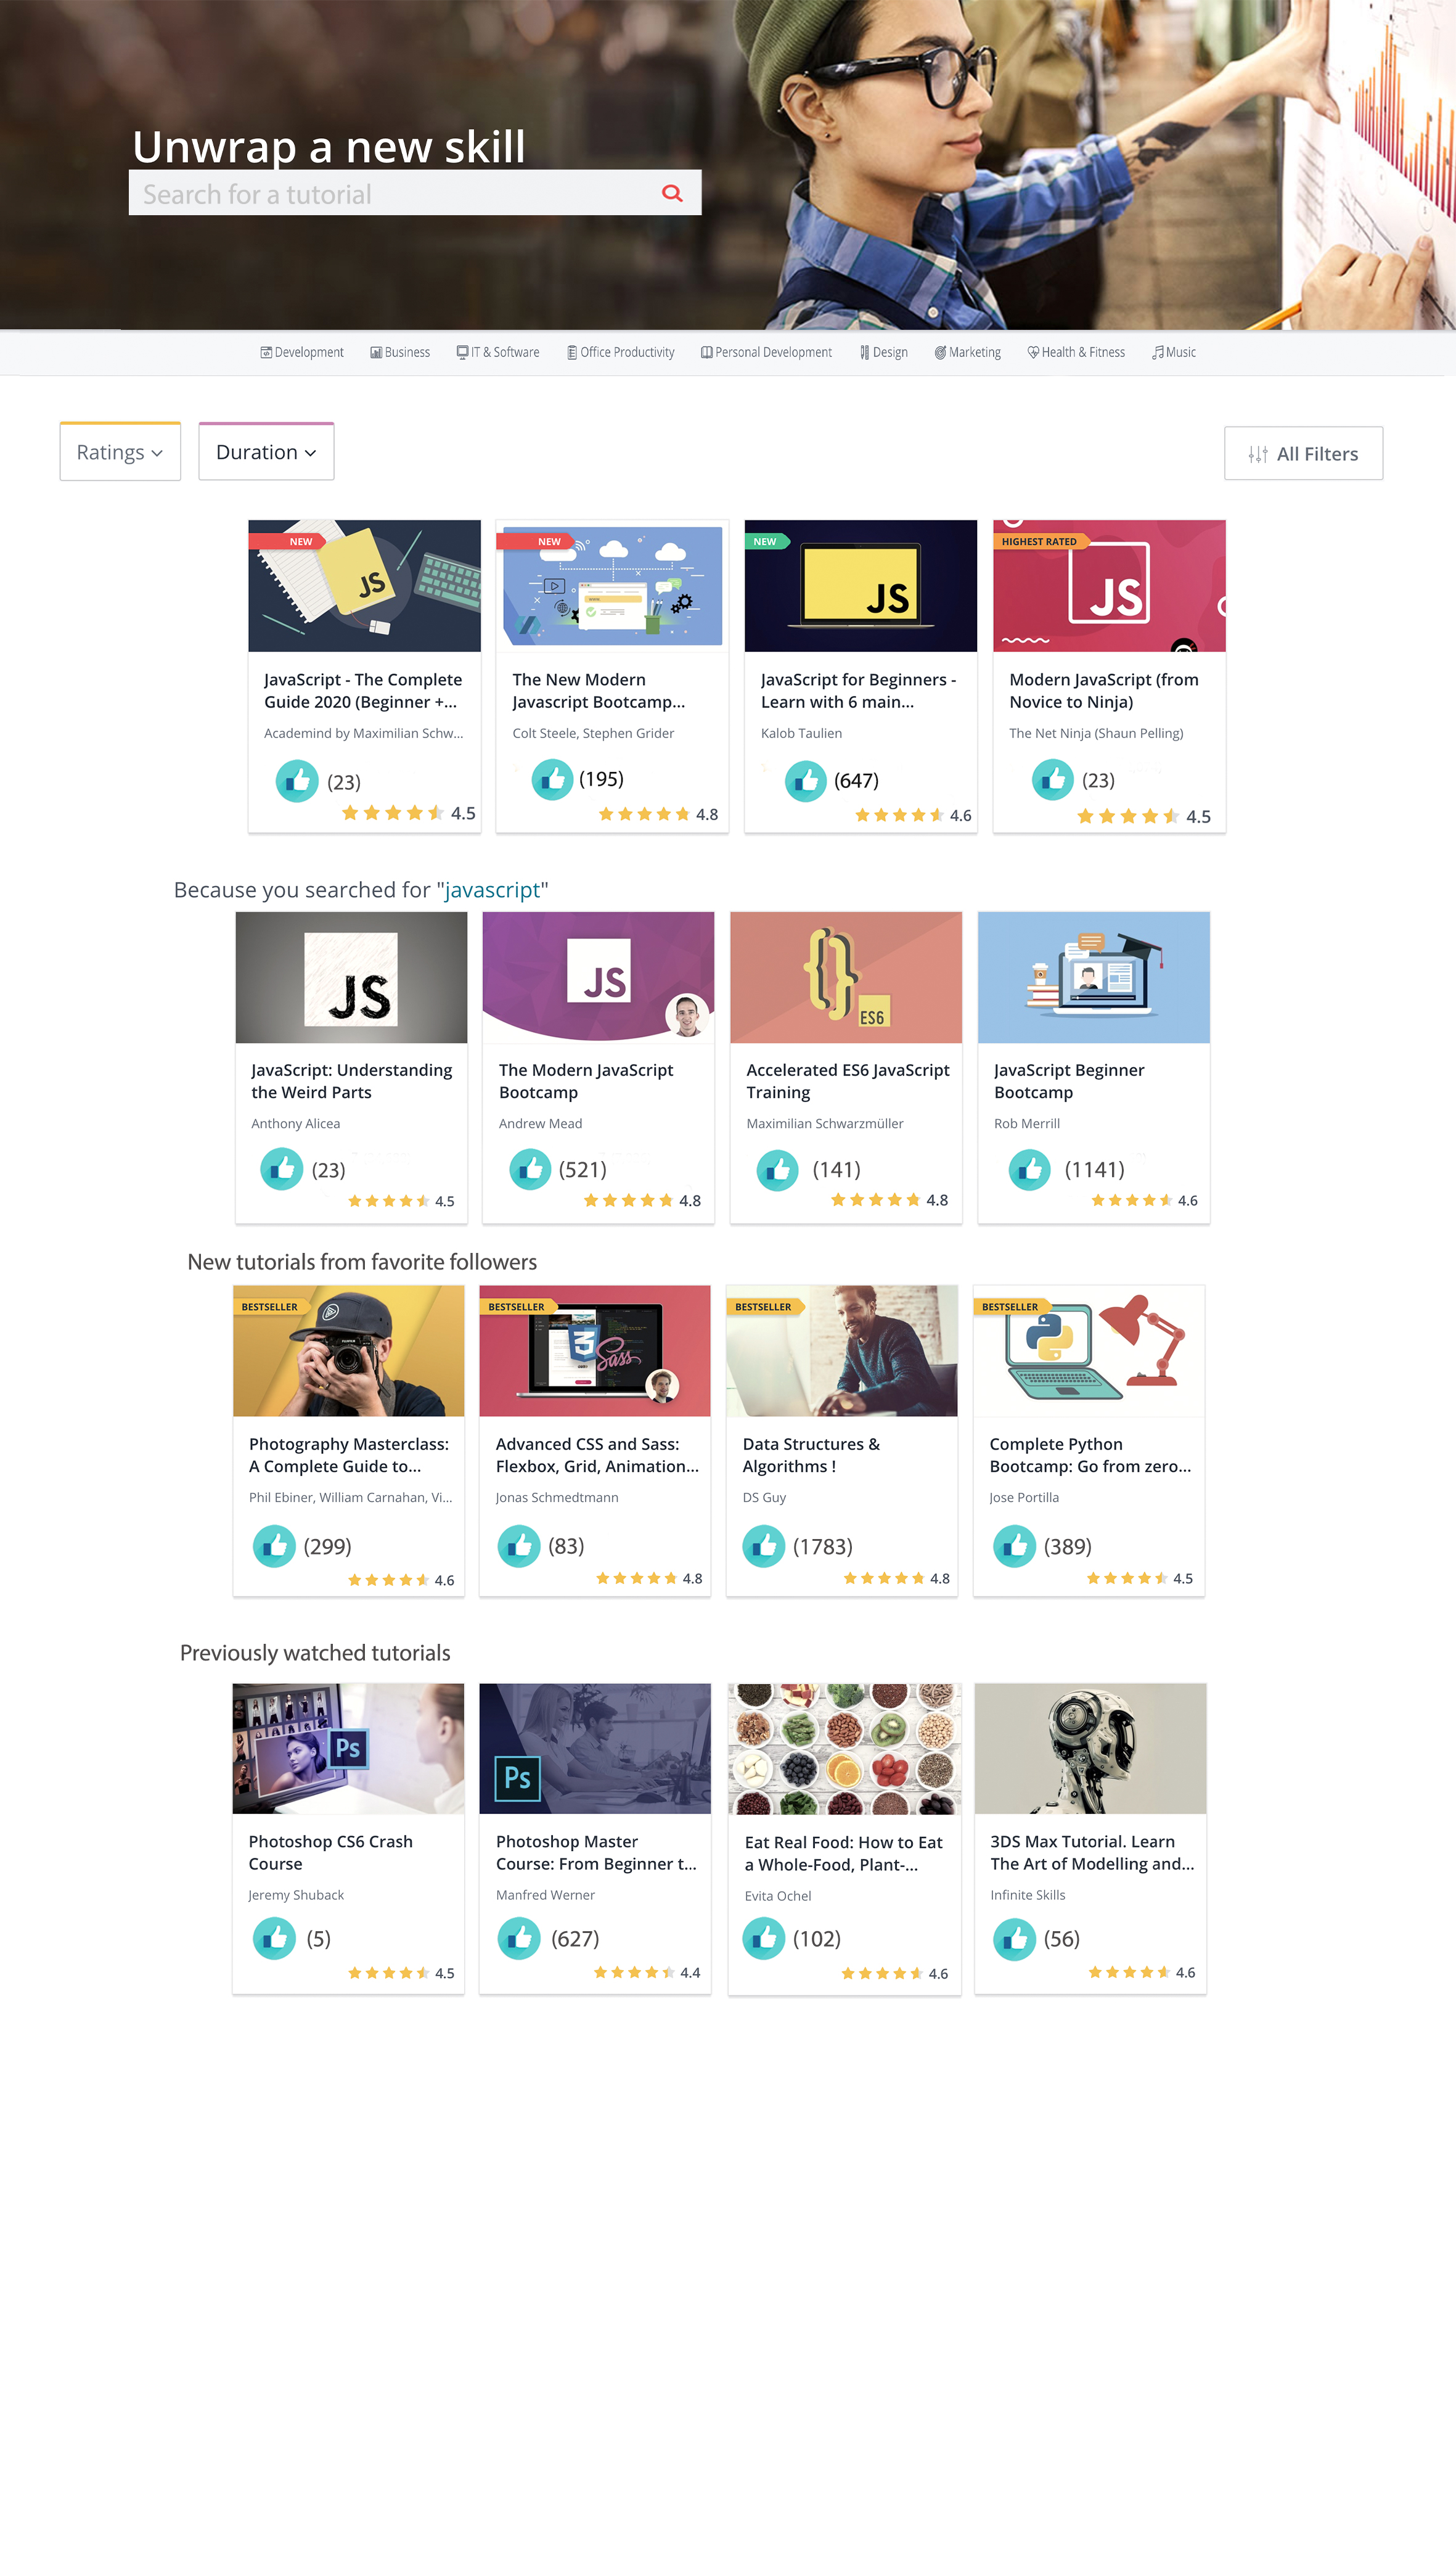 Unwrap a new skill
Search for a tutorial
Development Business IT & Software Office Productivity Personal Development Design Marketing Health & Fitness Music
Ratings Duration All Filters
NEW
JS
JavaScript - The Complete
Guide 2020 (Beginner +...
Academind by Maximilian Schw...
(23)
4.5
NEW
The New Modern
Javascript Bootcamp...
Colt Steele, Stephen Grider
(195)
4.8
NEW
JS
JavaScript for Beginners -
Learn with 6 main...
Kalob Taulien
(647)
4.6
HIGHEST RATED
JS
Modern JavaScript (from
Novice to Ninja)
The Net Ninja (Shaun Pelling)
(23)
4.5
Because you searched for "javascript"
JS
JavaScript: Understanding
the Weird Parts
Anthony Alicea
(23)
4.5
JS
The Modern JavaScript
Bootcamp
Andrew Mead
(521)
4.8
{}
ES6
Accelerated ES6 JavaScript
Training
Maximilian Schwarzmüller
(141)
4.8
JavaScript Beginner
Bootcamp
Rob Merrill
(1141)
4.6
New tutorials from favorite followers
BESTSELLER
Photography Masterclass:
A Complete Guide to...
Phil Ebiner, William Carnahan, Vi...
(299)
4.6
BESTSELLER
3
Sass
Advanced CSS and Sass:
Flexbox, Grid, Animation...
Jonas Schmedtmann
(83)
4.8
BESTSELLER
Data Structures &
Algorithms !
DS Guy
(1783)
4.8
BESTSELLER
Complete Python
Bootcamp: Go from zero...
Jose Portilla
(389)
4.5
Previously watched tutorials
Ps
Photoshop CS6 Crash
Course
Jeremy Shuback
(5)
4.5
Ps
Photoshop Master
Course: From Beginner t...
Manfred Werner
(627)
4.4
Eat Real Food: How to Eat
a Whole-Food, Plant-...
Evita Ochel
(102)
4.6
3DS Max Tutorial. Learn
The Art of Modelling and...
Infinite Skills
(56)
4.6